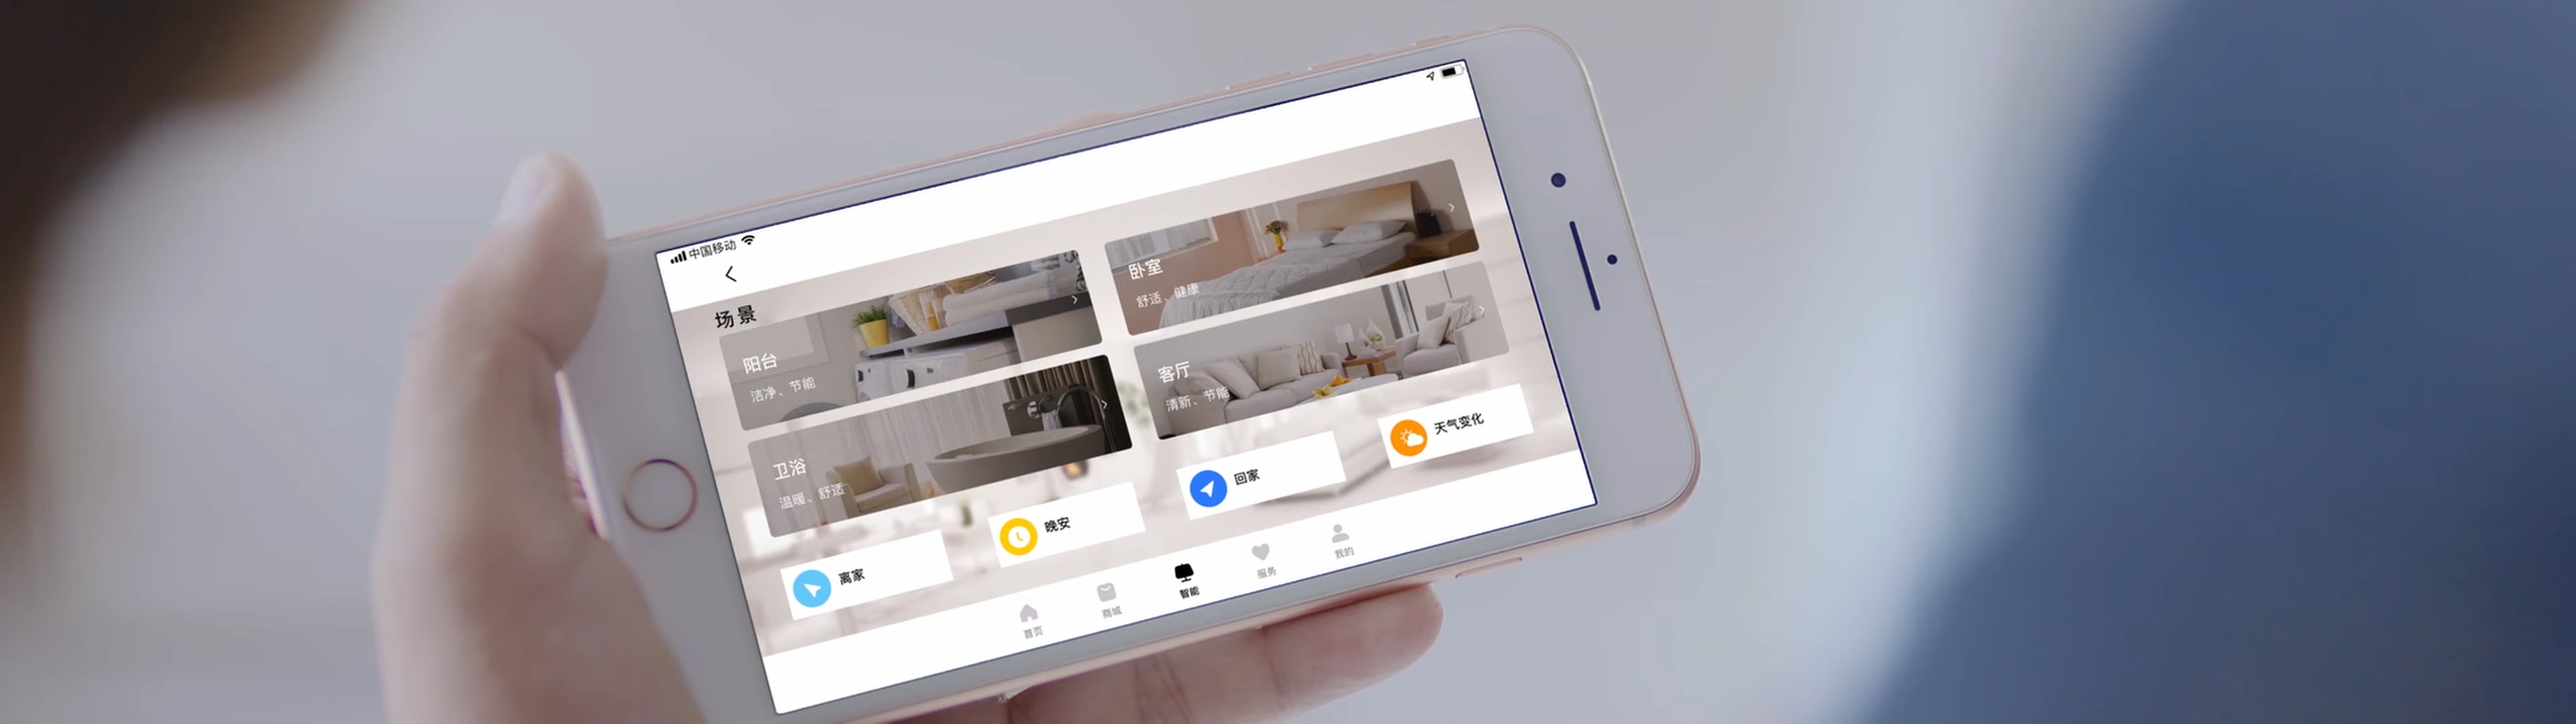 中国移动
场景
阳台
洁净、节能
卧室
舒适、健康
卫浴
温暖、舒适
客厅
清新、节能
离家
晚安
回家
天气变化
首页
商城
智能
服务
我的